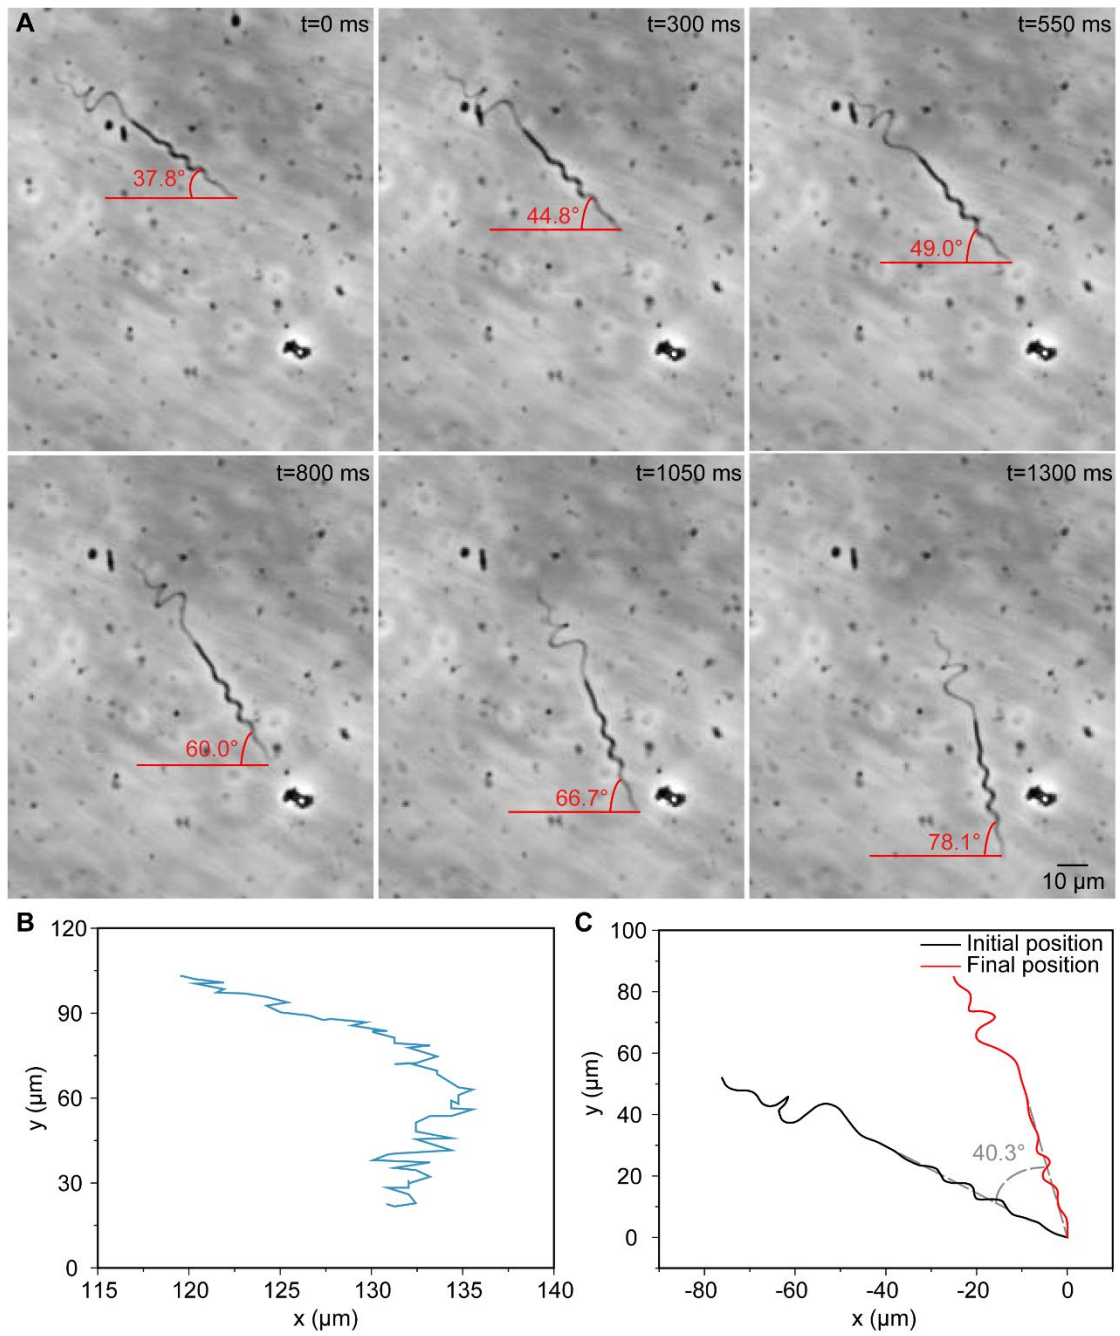 A
t=0 ms
t=300 ms
t=550 ms
37.8°
44.8°
49.0°
t=800 ms
t=1050 ms
t=1300 ms
60.0°
66.7°
78.1°
10 µm
B
120
90
60
30
0
y (µm)
115
120
125
130
135
140
x (µm)
C
100
80
60
40
20
0
y (µm)
Initial position
Final position
40.3°
-80
-60
-40
-20
0
x (µm)